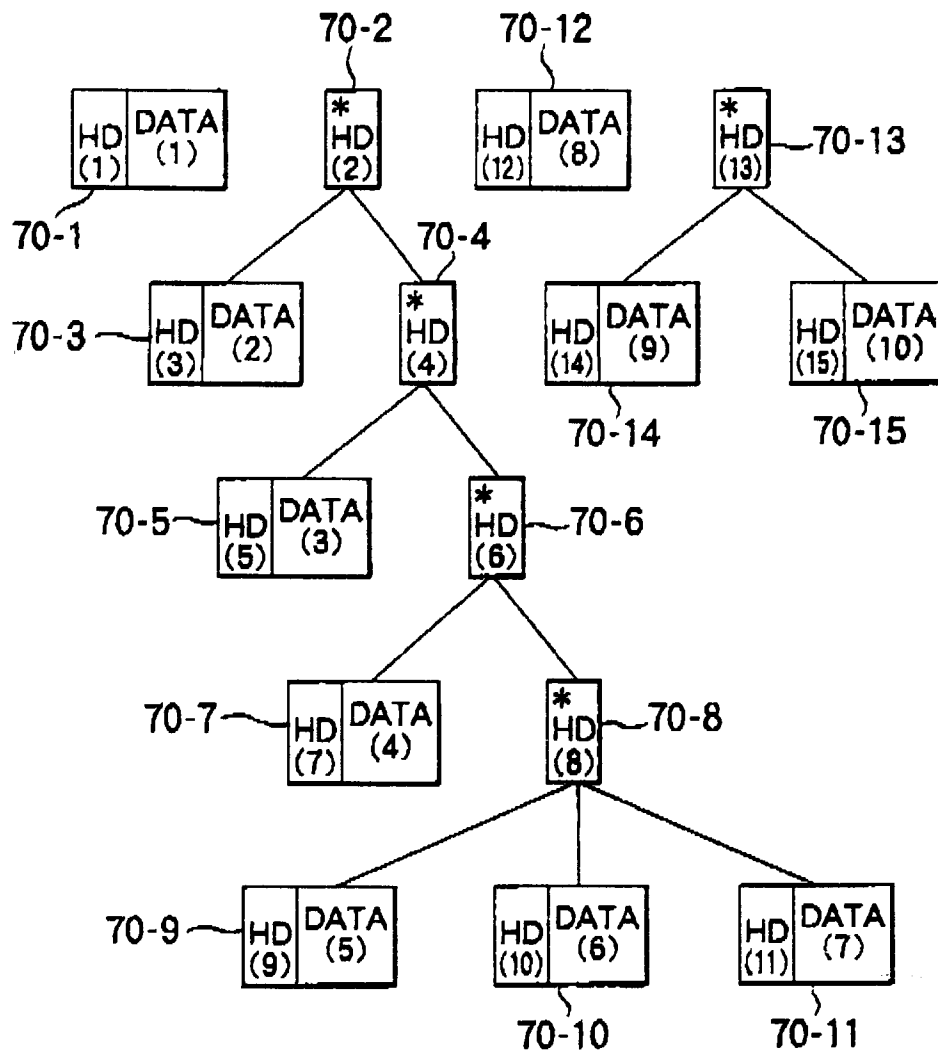 70-2
70-12
HD
(1)
DATA
(1)
*
HD
(2)
HD
(12)
DATA
(8)
*
HD
(13)
70-13
70-1
70-4
70-3
HD
(3)
DATA
(2)
*
HD
(4)
HD
(14)
DATA
(9)
HD
(15)
DATA
(10)
70-14
70-15
70-5
HD
(5)
DATA
(3)
*
HD
(6)
70-6
70-7
HD
(7)
DATA
(4)
*
HD
(8)
70-8
70-9
HD
(9)
DATA
(5)
HD
(10)
DATA
(6)
HD
(11)
DATA
(7)
70-10
70-11